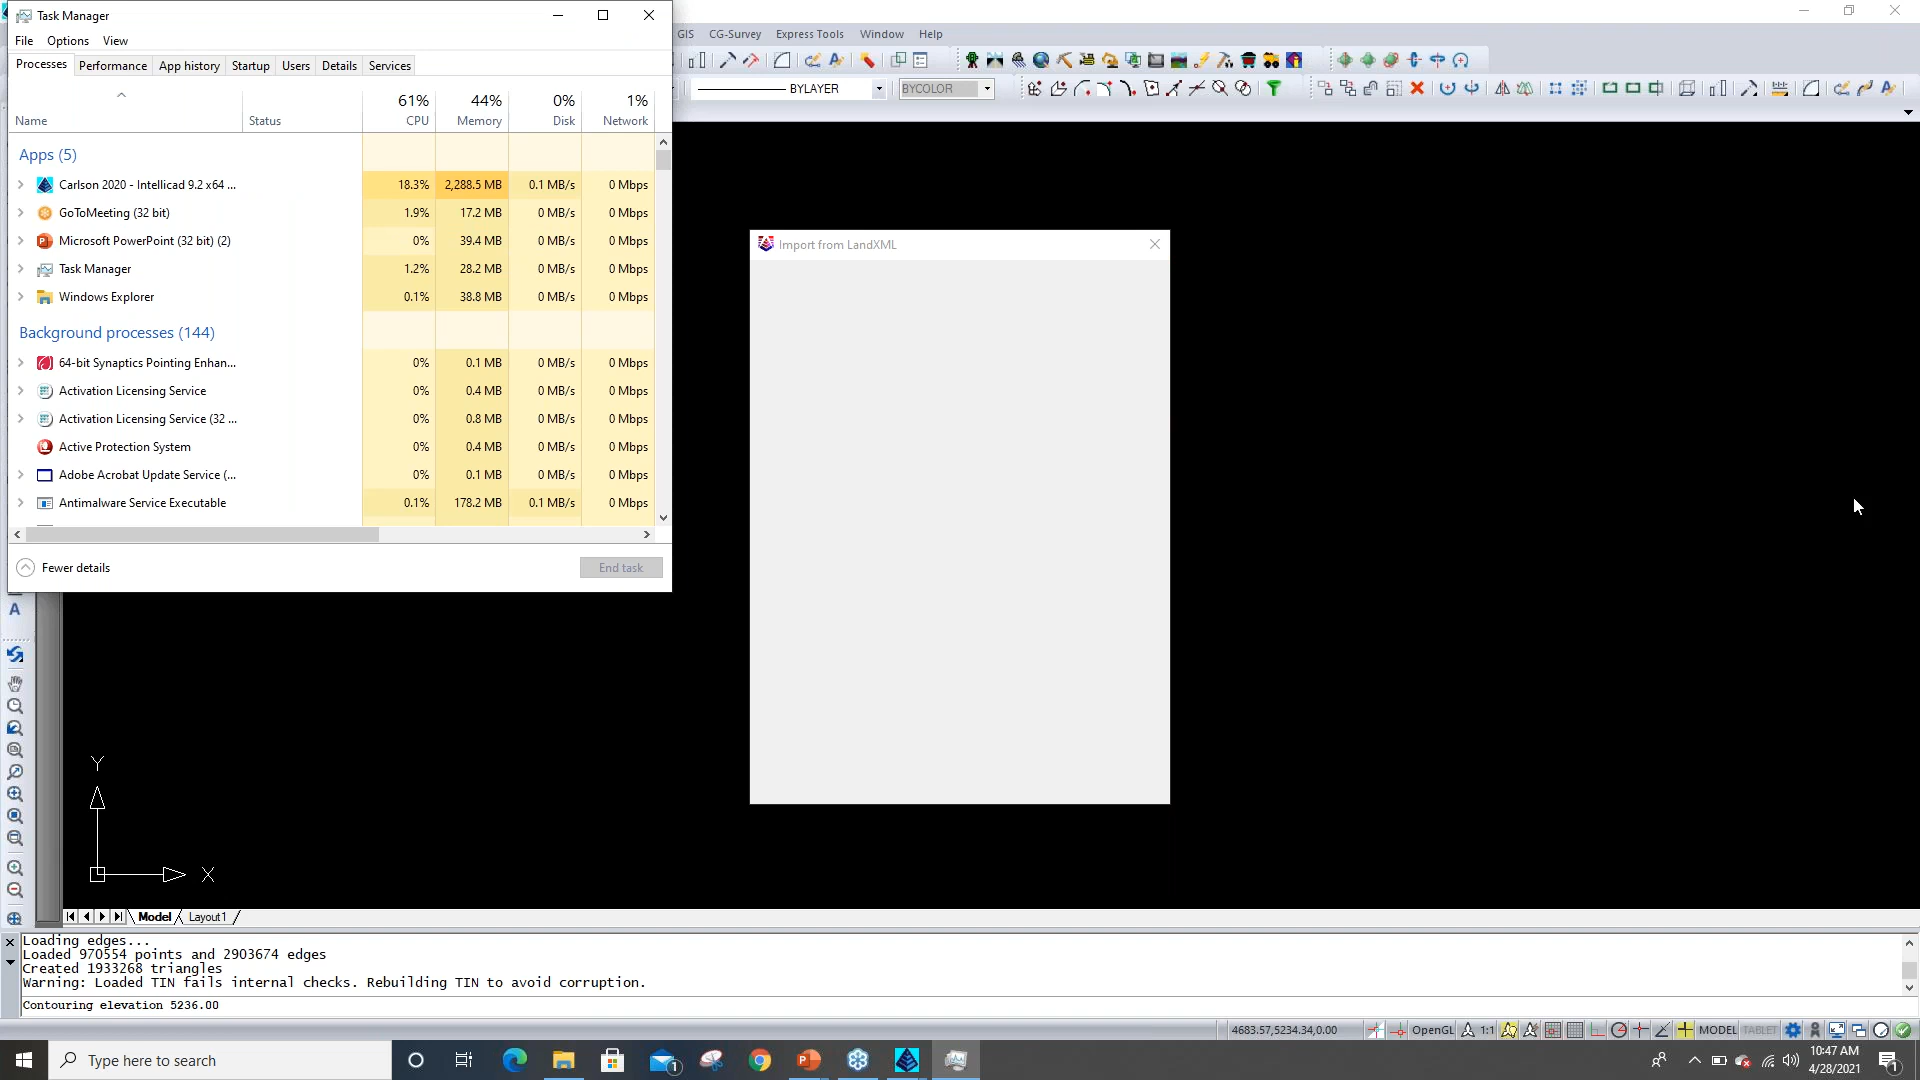 Task Manager
File Options View
Processes Performance App history Startup Users Details Services
61% 44% 0% 1%
Name Status CPU Memory Disk Network
Apps (5)
Carlson 2020 - Intellicad 9.2 x64 ... 18.3% 2,288.5 MB 0.1 MB/s 0 Mbps
GoToMeeting (32 bit) 1.9% 17.2 MB 0 MB/s 0 Mbps
Microsoft PowerPoint (32 bit) (2) 0% 39.4 MB 0 MB/s 0 Mbps
Task Manager 1.2% 28.2 MB 0 MB/s 0 Mbps
Windows Explorer 0.1% 38.8 MB 0 MB/s 0 Mbps
Background processes (144)
64-bit Synaptics Pointing Enhan... 0% 0.1 MB 0 MB/s 0 Mbps
Activation Licensing Service 0% 0.4 MB 0 MB/s 0 Mbps
Activation Licensing Service (32 ... 0% 0.8 MB 0 MB/s 0 Mbps
Active Protection System 0% 0.4 MB 0 MB/s 0 Mbps
Adobe Acrobat Update Service (... 0% 0.1 MB 0 MB/s 0 Mbps
Antimalware Service Executable 0.1% 178.2 MB 0.1 MB/s 0 Mbps
Fewer details End task
GIS CG-Survey Express Tools Window Help
BYLAYER BYCOLOR
Import from LandXML
A
Y
X
Model Layout1
Loading edges...
Loaded 970554 points and 2903674 edges
Created 1933268 triangles
Warning: Loaded TIN fails internal checks. Rebuilding TIN to avoid corruption.
Contouring elevation 5236.00
4683.57,5234.34,0.00 OpenGL 1:1 MODEL TABLET
Type here to search 1 P 10:47 AM 1
4/28/2021